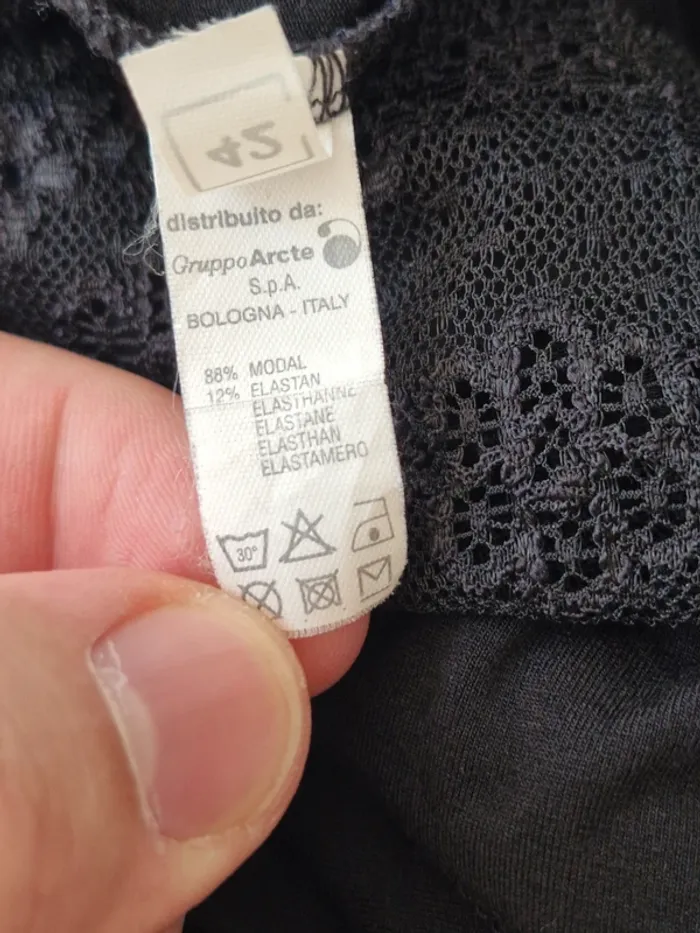 42
distribuito da:
GruppoArcte
S.p.A.
BOLOGNA - ITALY
88% MODAL
12% ELASTAN
ELASTHANNE
ELASTANE
ELASTHAN
ELASTAMERO
30°